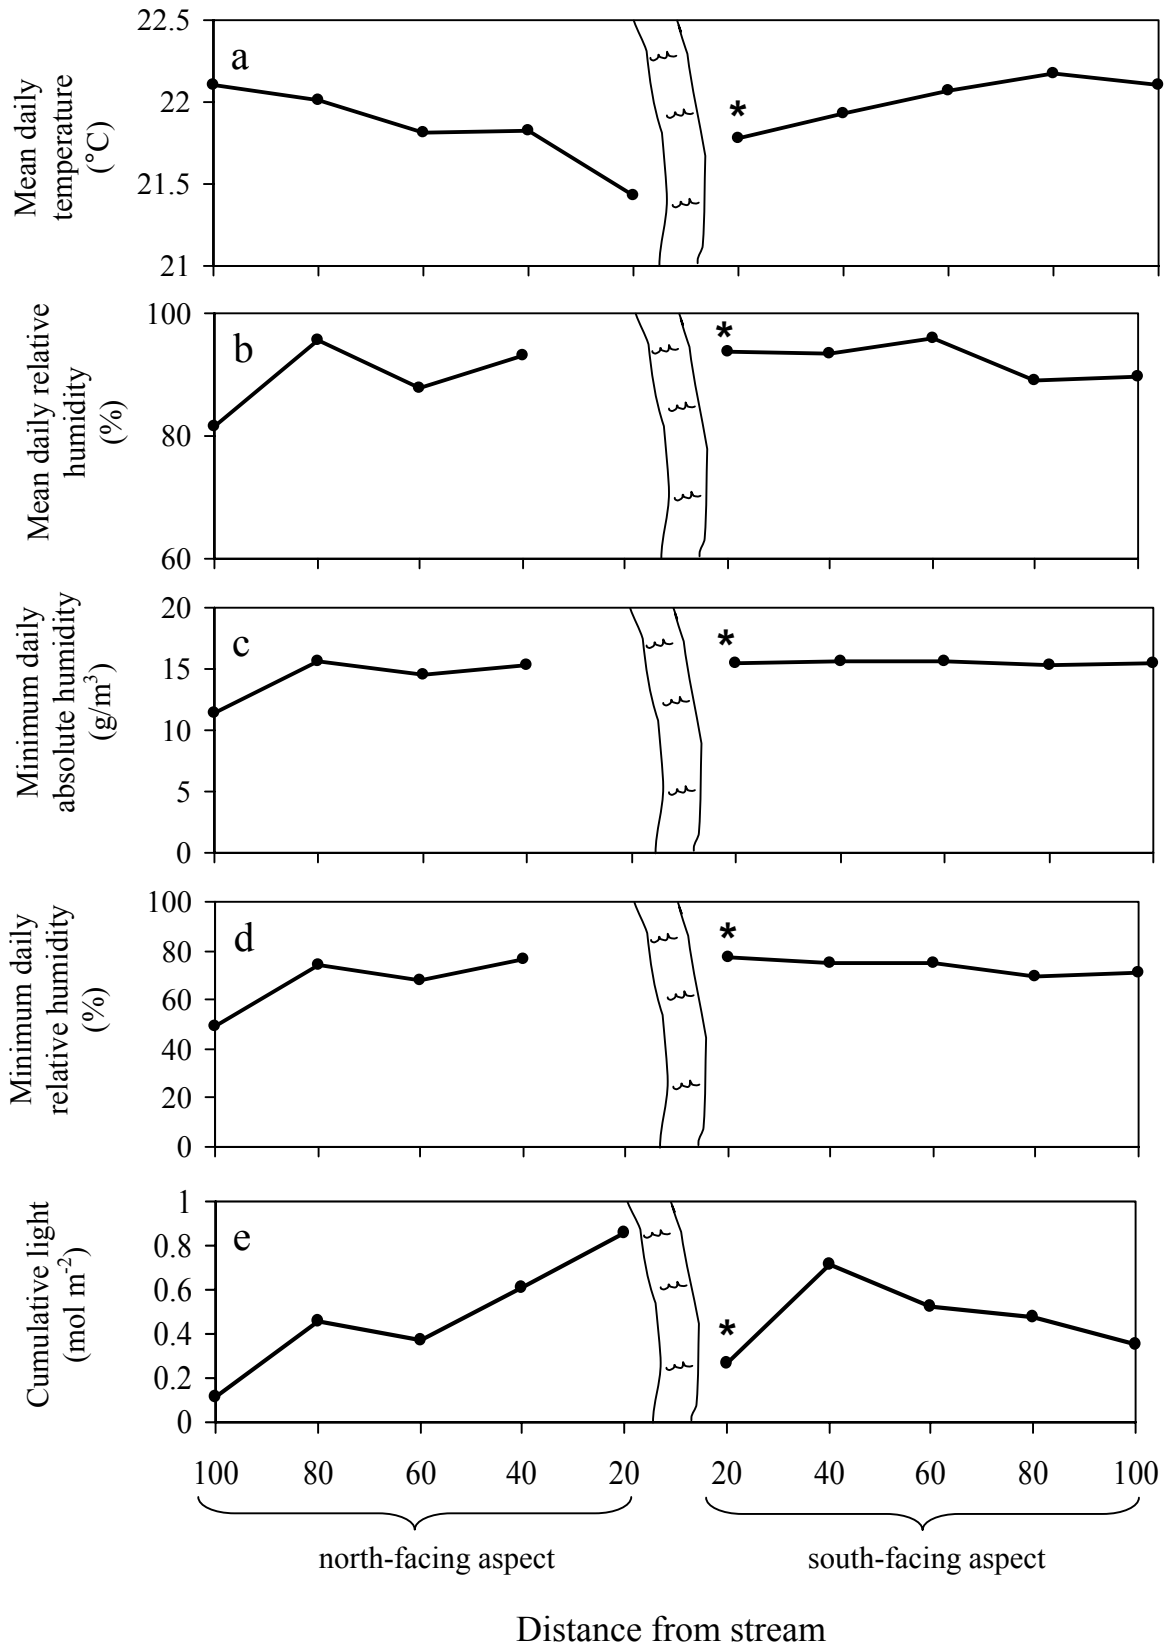 22.5
a
22
*
21.5
21
Mean daily
temperature
(˚C)
100
b
*
80
60
Mean daily relative
humidity
(%)
20
c
*
15
10
5
0
Minimum daily
absolute humidity
(g/m³)
100
d
*
80
60
40
20
0
Minimum daily
relative humidity
(%)
1
e
0.8
0.6
0.4
*
0.2
0
Cumulative light
(mol m⁻²)
100 80 60 40 20 20 40 60 80 100
north-facing aspect south-facing aspect
Distance from stream